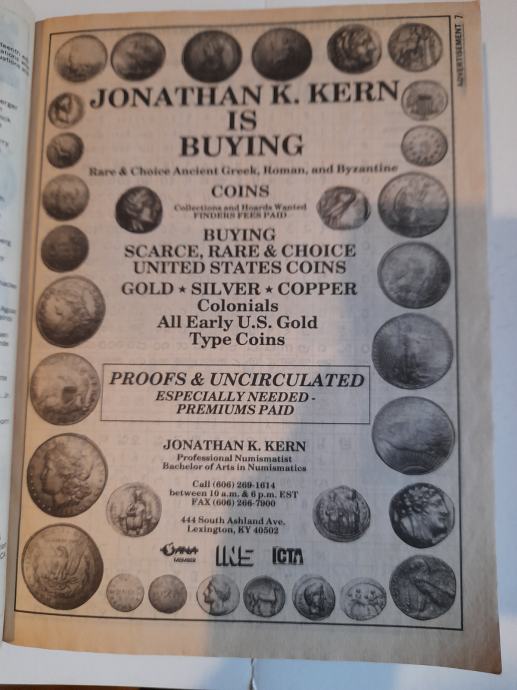 ADVERTISEMENT 7
JONATHAN K. KERN
IS
BUYING
Rare & Choice Ancient Greek, Roman, and Byzantine
COINS
Collections and Hoards Wanted
FINDERS FEES PAID
BUYING
SCARCE, RARE & CHOICE
UNITED STATES COINS
GOLD ★ SILVER ★ COPPER
Colonials
All Early U.S. Gold
Type Coins
PROOFS & UNCIRCULATED
ESPECIALLY NEEDED -
PREMIUMS PAID
JONATHAN K. KERN
Professional Numismatist
Bachelor of Arts in Numismatics
Call (606) 269-1614
between 10 a.m. & 6 p.m. EST
FAX (606) 266-7900
444 South Ashland Ave.
Lexington, KY 40502
ANA
MEMBER
INS
ICTA